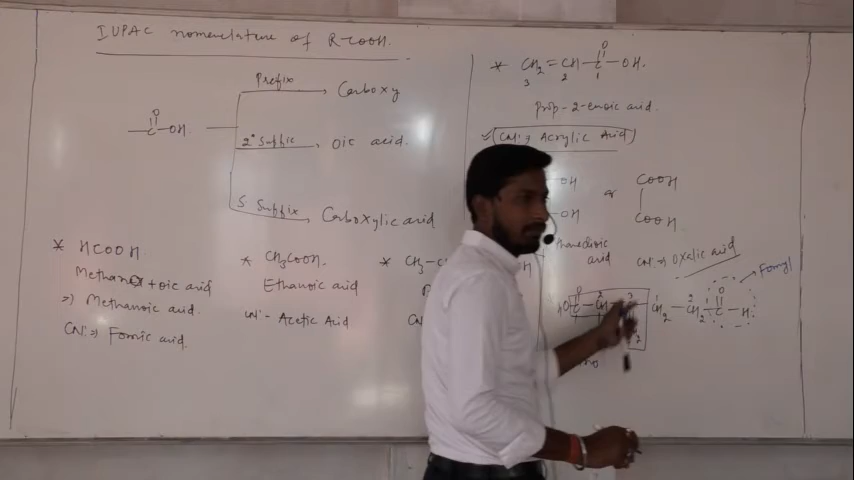 IUPAC nomenclature of R-COOH.
Prefix
Carboxy
O
-C-OH
2° Suffix
oic acid.
S. Suffix
Carboxylic acid
* HCOOH
Methane + oic acid
=> Methanoic acid.
CN: => Formic acid.
* CH3COOH.
Ethanoic acid
CN: - Acetic Acid
* CH3-
* CH2=CH-C-OH.
O
3 2 1
Prop-2-enoic acid.
CN: → Acrylic Acid
-OH
-OH
or
COOH
COOH
acid
CN: → Oxalic acid
Formyl
O
CH2-CH2-C-H